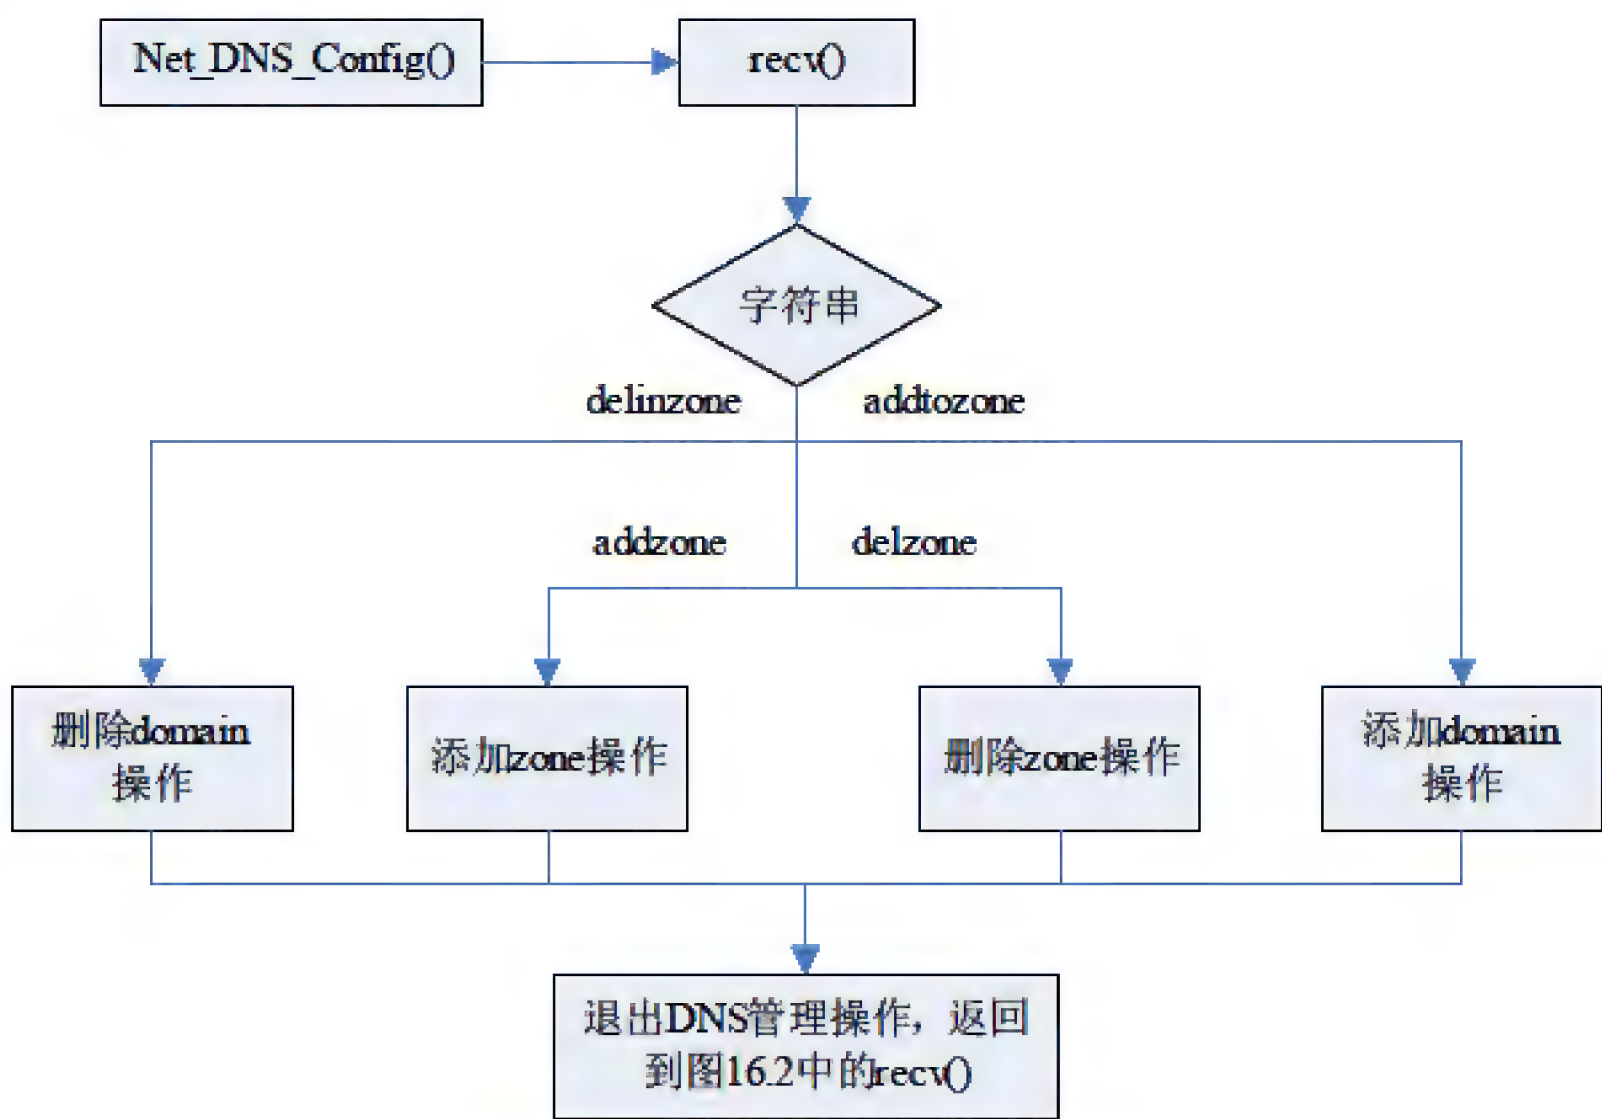 Net_DNS_Config()
recv()
字符串
delinzone
addtozone
addzone
delzone
删除domain
操作
添加zone操作
删除zone操作
添加domain
操作
退出DNS管理操作，返回
到图16.2中的recv()